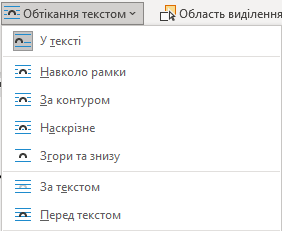 Обтікання текстом
Область виділення
У тексті
Навколо рамки
За контуром
Наскрізне
Згори та знизу
За текстом
Перед текстом